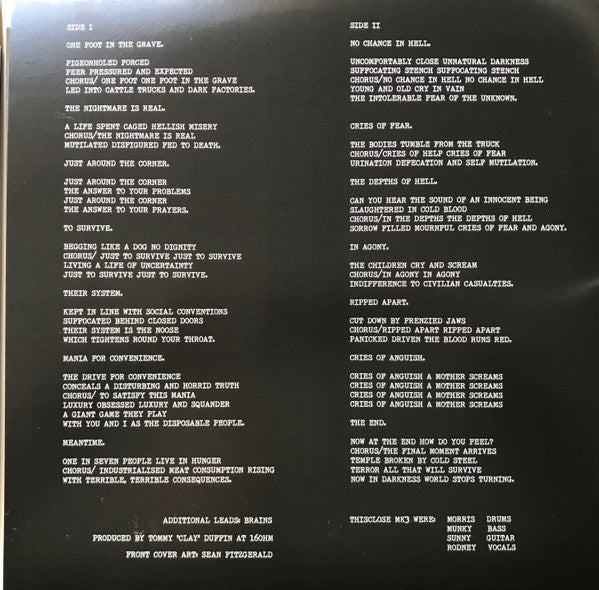 SIDE I
ONE FOOT IN THE GRAVE.
PIGEONHOLED FORCED
PEER PRESSURED AND EXPECTED
CHORUS/ ONE FOOT ONE FOOT IN THE GRAVE
LED INTO CATTLE TRUCKS AND DARK FACTORIES.
THE NIGHTMARE IS REAL.
A LIFE SPENT CAGED HELLISH MISERY
CHORUS/THE NIGHTMARE IS REAL
MUTILATED DISFIGURED FED TO DEATH.
JUST AROUND THE CORNER.
JUST AROUND THE CORNER
THE ANSWER TO YOUR PROBLEMS
JUST AROUND THE CORNER
THE ANSWER TO YOUR PRAYERS.
TO SURVIVE.
BEGGING LIKE A DOG NO DIGNITY
CHORUS/ JUST TO SURVIVE JUST TO SURVIVE
LIVING A LIFE OF UNCERTAINTY
JUST TO SURVIVE JUST TO SURVIVE.
THEIR SYSTEM.
KEPT IN LINE WITH SOCIAL CONVENTIONS
SUFFOCATED BEHIND CLOSED DOORS
THEIR SYSTEM IS THE NOOSE
WHICH TIGHTENS ROUND YOUR THROAT.
MANIA FOR CONVENIENCE.
THE DRIVE FOR CONVENIENCE
CONCEALS A DISTURBING AND HORRID TRUTH
CHORUS/ TO SATISFY THIS MANIA
LUXURY OBSESSED LUXURY AND SQUANDER
A GIANT GAME THEY PLAY
WITH YOU AND I AS THE DISPOSABLE PEOPLE.
MEANTIME.
ONE IN SEVEN PEOPLE LIVE IN HUNGER
CHORUS/ INDUSTRIALISED MEAT CONSUMPTION RISING
WITH TERRIBLE, TERRIBLE CONSEQUENCES.
ADDITIONAL LEADS: BRAINS
PRODUCED BY TOMMY 'CLAY' DUFFIN AT 16OHM
FRONT COVER ART: SEAN FITZGERALD
SIDE II
NO CHANCE IN HELL.
UNCOMFORTABLY CLOSE UNNATURAL DARKNESS
SUFFOCATING STENCH SUFFOCATING STENCH
CHORUS/NO CHANCE IN HELL NO CHANCE IN HELL
YOUNG AND OLD CRY IN VAIN
THE INTOLERABLE FEAR OF THE UNKNOWN.
CRIES OF FEAR.
THE BODIES TUMBLE FROM THE TRUCK
CHORUS/CRIES OF HELP CRIES OF FEAR
URINATION DEFECATION AND SELF MUTILATION.
THE DEPTHS OF HELL.
CAN YOU HEAR THE SOUND OF AN INNOCENT BEING
SLAUGHTERED IN COLD BLOOD
CHORUS/IN THE DEPTHS THE DEPTHS OF HELL
SORROW FILLED MOURNFUL CRIES OF FEAR AND AGONY.
IN AGONY.
THE CHILDREN CRY AND SCREAM
CHORUS/IN AGONY IN AGONY
INDIFFERENCE TO CIVILIAN CASUALTIES.
RIPPED APART.
CUT DOWN BY FRENZIED JAWS
CHORUS/RIPPED APART RIPPED APART
PANICKED DRIVEN THE BLOOD RUNS RED.
CRIES OF ANGUISH.
CRIES OF ANGUISH A MOTHER SCREAMS
CRIES OF ANGUISH A MOTHER SCREAMS
CRIES OF ANGUISH A MOTHER SCREAMS
CRIES OF ANGUISH A MOTHER SCREAMS
THE END.
NOW AT THE END HOW DO YOU FEEL?
CHORUS/THE FINAL MOMENT ARRIVES
TEMPLE BROKEN BY COLD STEEL
TERROR ALL THAT WILL SURVIVE
NOW IN DARKNESS WORLD STOPS TURNING.
THISCLOSE MK3 WERE: MORRIS DRUMS
MUNKY BASS
SUNNY GUITAR
RODNEY VOCALS